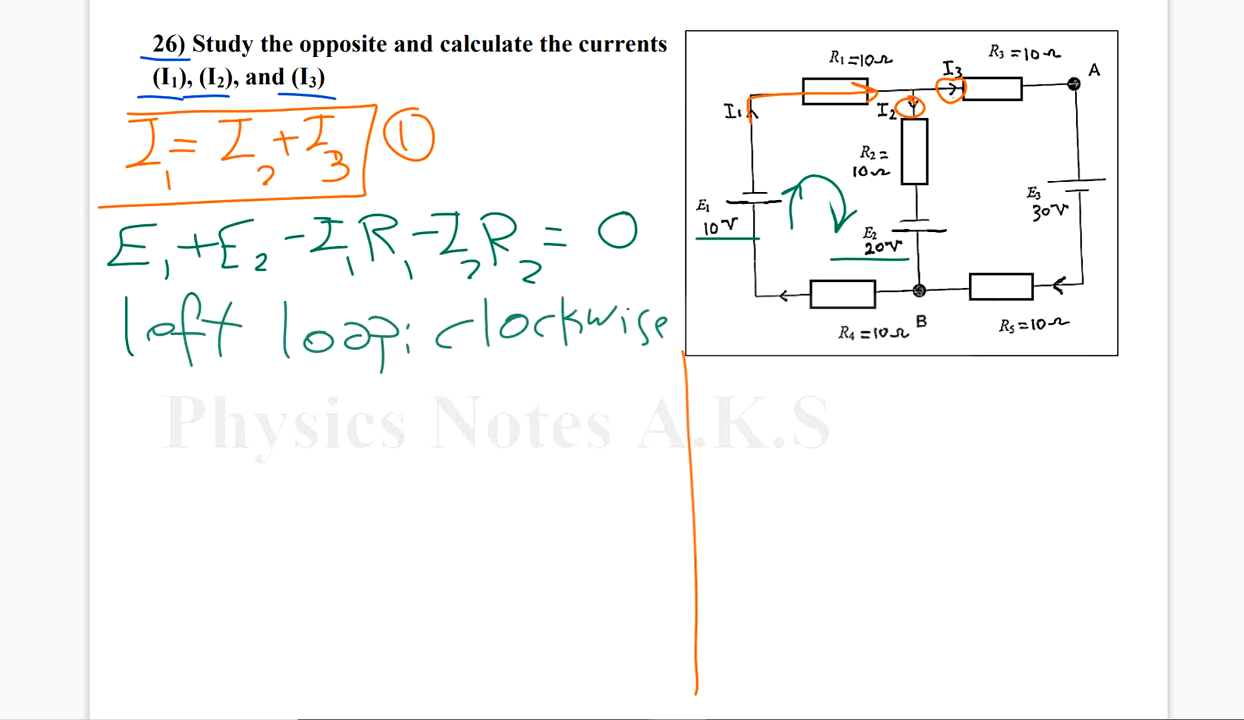 26) Study the opposite and calculate the currents
(I₁), (I₂), and (I₃)
I₁ = I₂ + I₃ ①
E₁ + E₂ - I₁R₁ - I₂R₂ = 0
left loop: clockwise
Physics Notes A.K.S
R₁ = 10Ω
R₃ = 10Ω
I₃
A
I₁
I₂
R₂ =
10Ω
E₁
10V
E₂
20V
E₃
30V
R₄ = 10Ω
B
R₅ = 10Ω